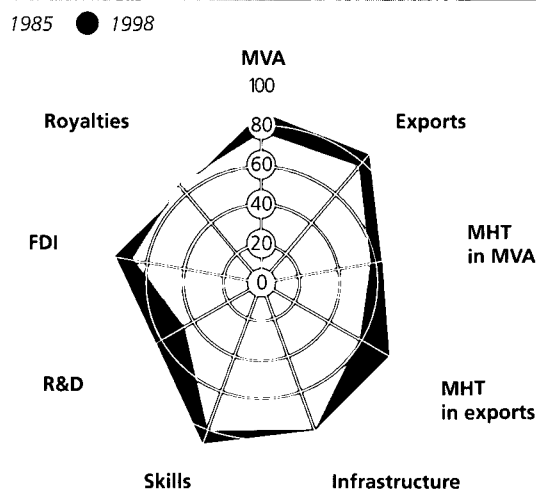 1985 1998
MVA
100
Royalties
80
Exports
60
40
FDI
20
MHT
in MVA
0
R&D
MHT
in exports
Skills
Infrastructure